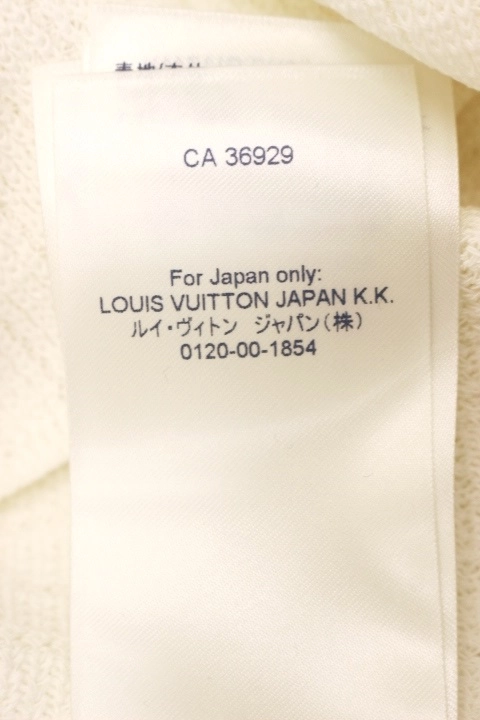 CA 36929
For Japan only:
LOUIS VUITTON JAPAN K.K.
ルイ・ヴィトン ジャパン(株)
0120-00-1854